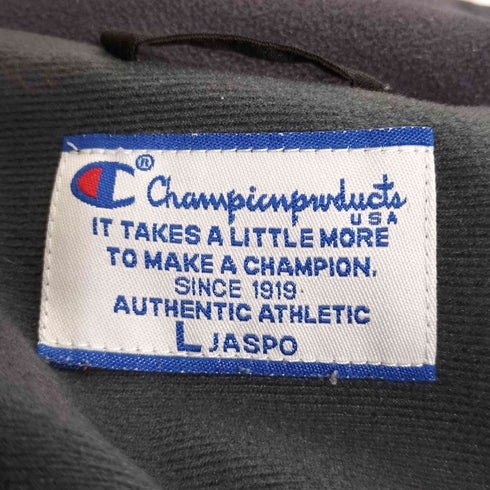 ® Championproducts
USA
IT TAKES A LITTLE MORE
TO MAKE A CHAMPION.
SINCE 1919
AUTHENTIC ATHLETIC
L JASPO